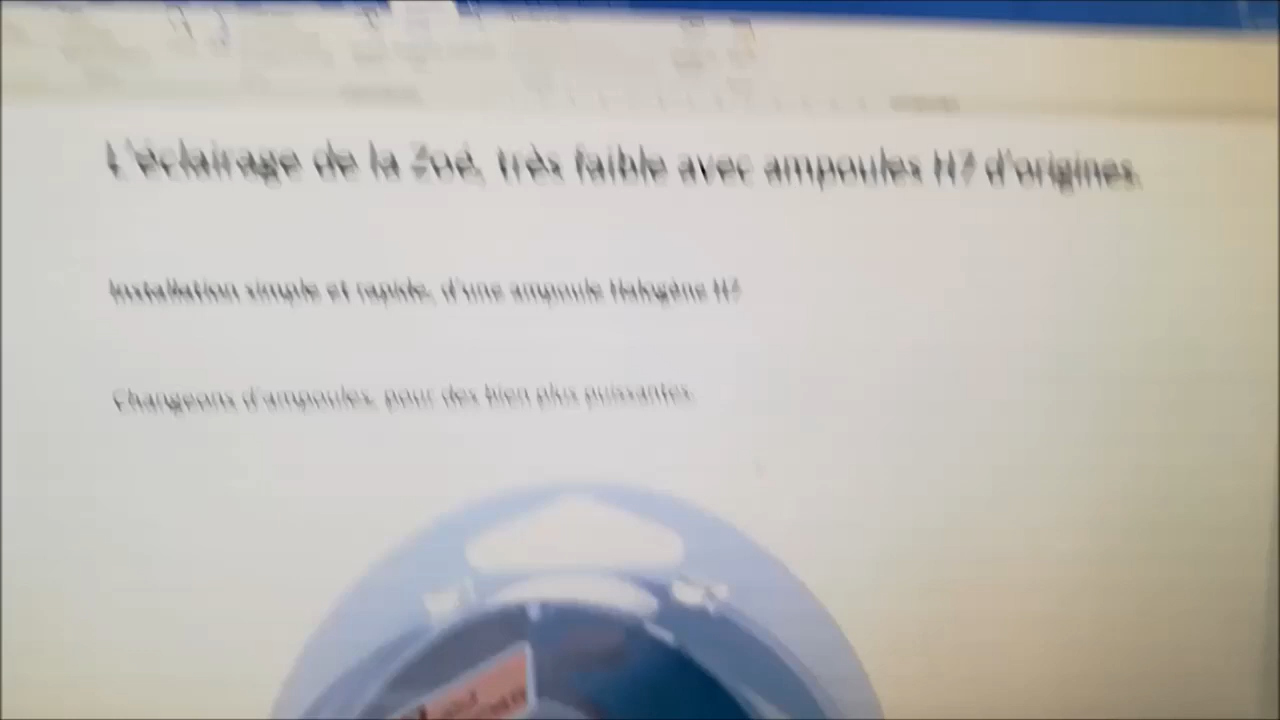 L'éclairage de la Zoé, très faible avec ampoules H7 d'origines.
Installation simple et rapide, d'une ampoule Halogène H7
Changeons d'ampoules, pour des bien plus puissantes.